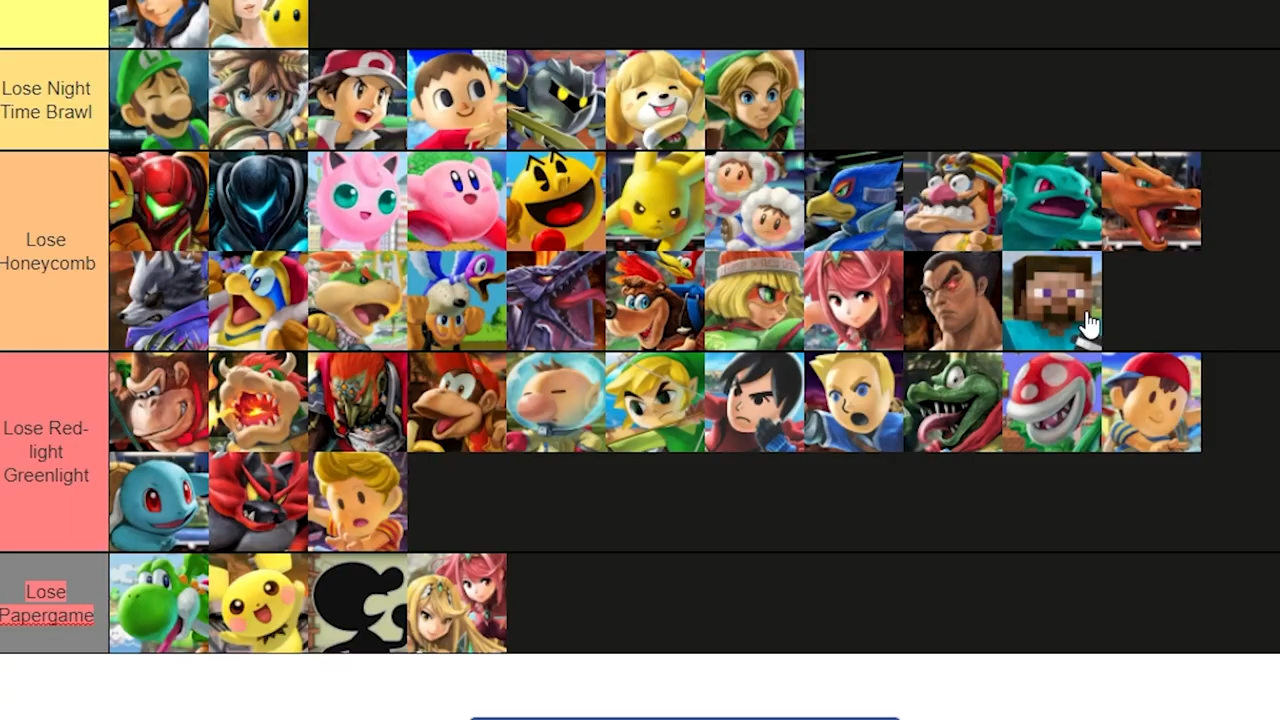 Lose Night
Time Brawl
Lose
Honeycomb
Lose Red-
light
Greenlight
Lose
Papergame